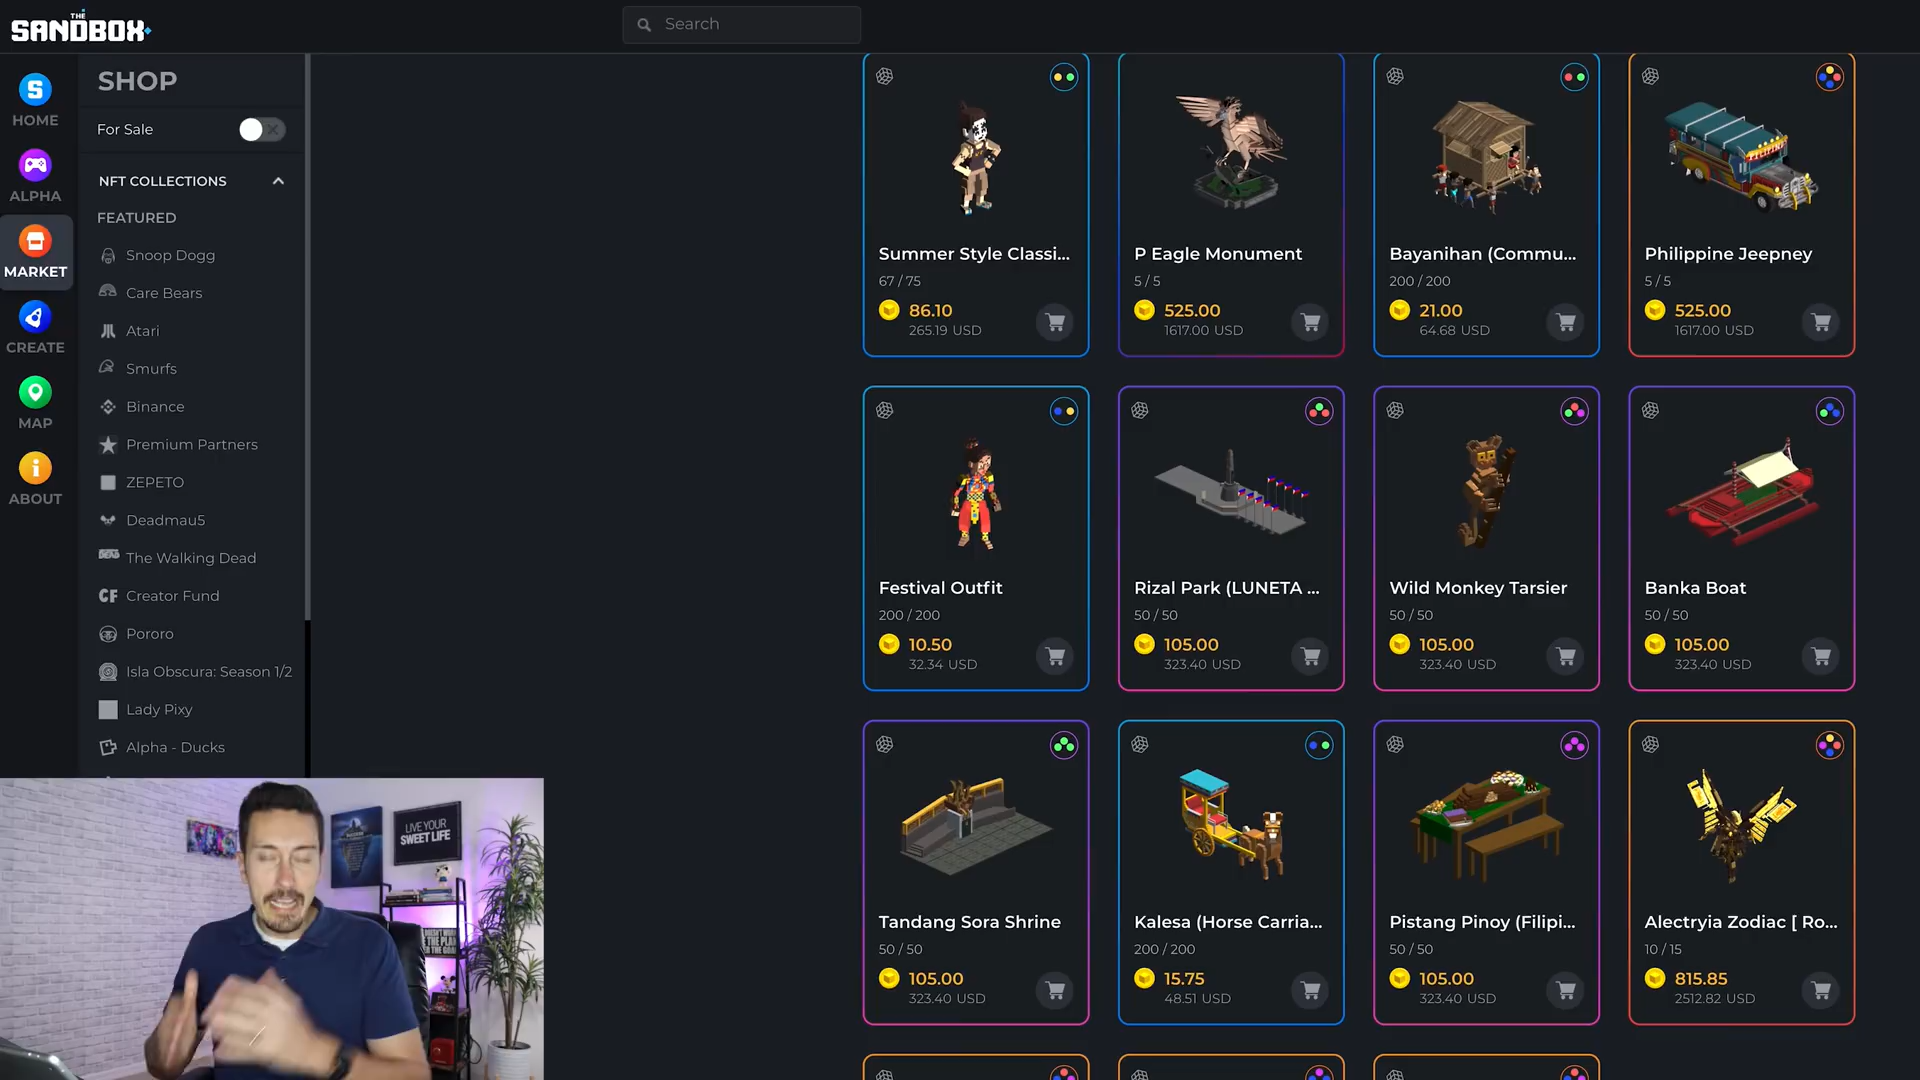 THE
SANDBOX
Search
HOME
ALPHA
MARKET
CREATE
MAP
ABOUT
SHOP
For Sale
NFT COLLECTIONS
FEATURED
Snoop Dogg
Care Bears
Atari
Smurfs
Binance
Premium Partners
ZEPETO
Deadmau5
The Walking Dead
CF Creator Fund
Pororo
Isla Obscura: Season 1/2
Lady Pixy
Alpha - Ducks
Summer Style Classi...
67 / 75
86.10
265.19 USD
P Eagle Monument
5 / 5
525.00
1617.00 USD
Bayanihan (Commu...
200 / 200
21.00
64.68 USD
Philippine Jeepney
5 / 5
525.00
1617.00 USD
Festival Outfit
200 / 200
10.50
32.34 USD
Rizal Park (LUNETA ...
50 / 50
105.00
323.40 USD
Wild Monkey Tarsier
50 / 50
105.00
323.40 USD
Banka Boat
50 / 50
105.00
323.40 USD
Tandang Sora Shrine
50 / 50
105.00
323.40 USD
Kalesa (Horse Carria...
200 / 200
15.75
48.51 USD
Pistang Pinoy (Filipi...
50 / 50
105.00
323.40 USD
Alectryia Zodiac [ Ro...
10 / 15
815.85
2512.82 USD
LIVE YOUR
SWEET LIFE